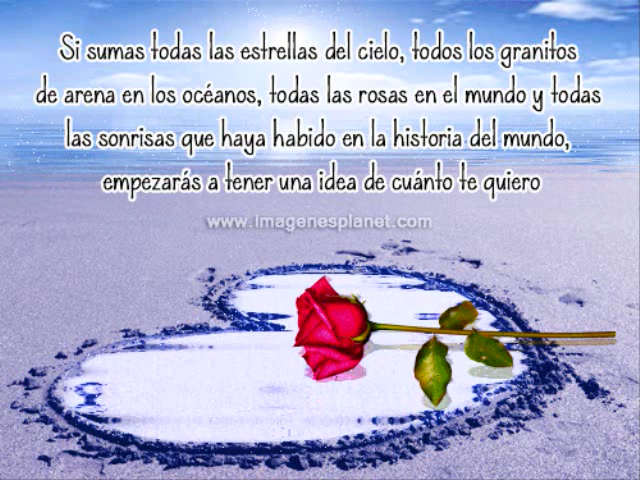 Si sumas todas las estrellas del cielo, todos los granitos
de arena en los océanos, todas las rosas en el mundo y todas
las sonrisas que haya habido en la historia del mundo,
empezarás a tener una idea de cuánto te quiero
www.imagenesplanet.com